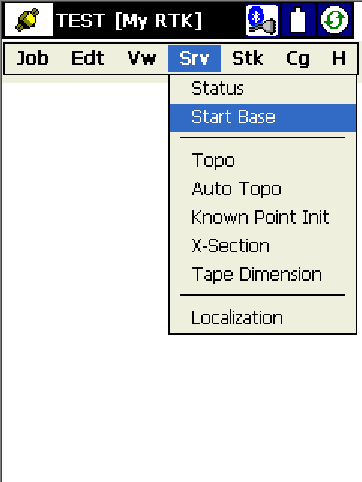 TEST [My RTK]
Job Edt Vw Srv Stk Cg H
Status
Start Base
Topo
Auto Topo
Known Point Init
X-Section
Tape Dimension
Localization